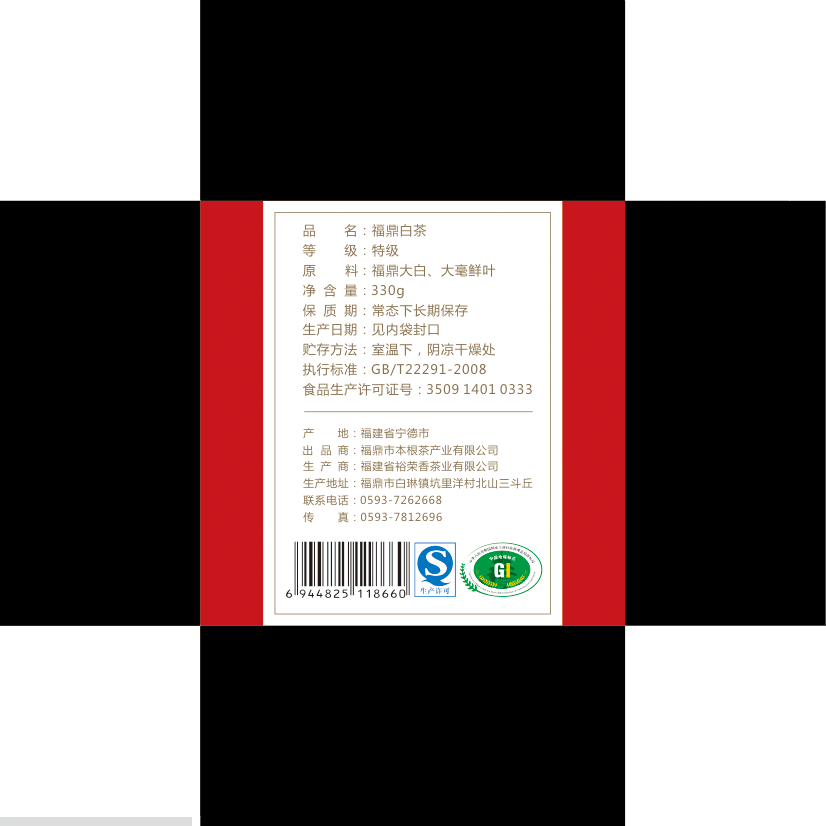 品 名：福鼎白茶
等 级：特级
原 料：福鼎大白、大毫鲜叶
净 含 量：330g
保 质 期：常态下长期保存
生产日期：见内袋封口
贮存方法：室温下，阴凉干燥处
执行标准：GB/T22291-2008
食品生产许可证号：3509 1401 0333
产 地：福建省宁德市
出 品 商：福鼎市本根茶产业有限公司
生 产 商：福建省裕荣香茶业有限公司
生产地址：福鼎市白琳镇坑里洋村北山三斗丘
联系电话：0593-7262668
传 真：0593-7812696
6 944825 118660
生产许可
GI